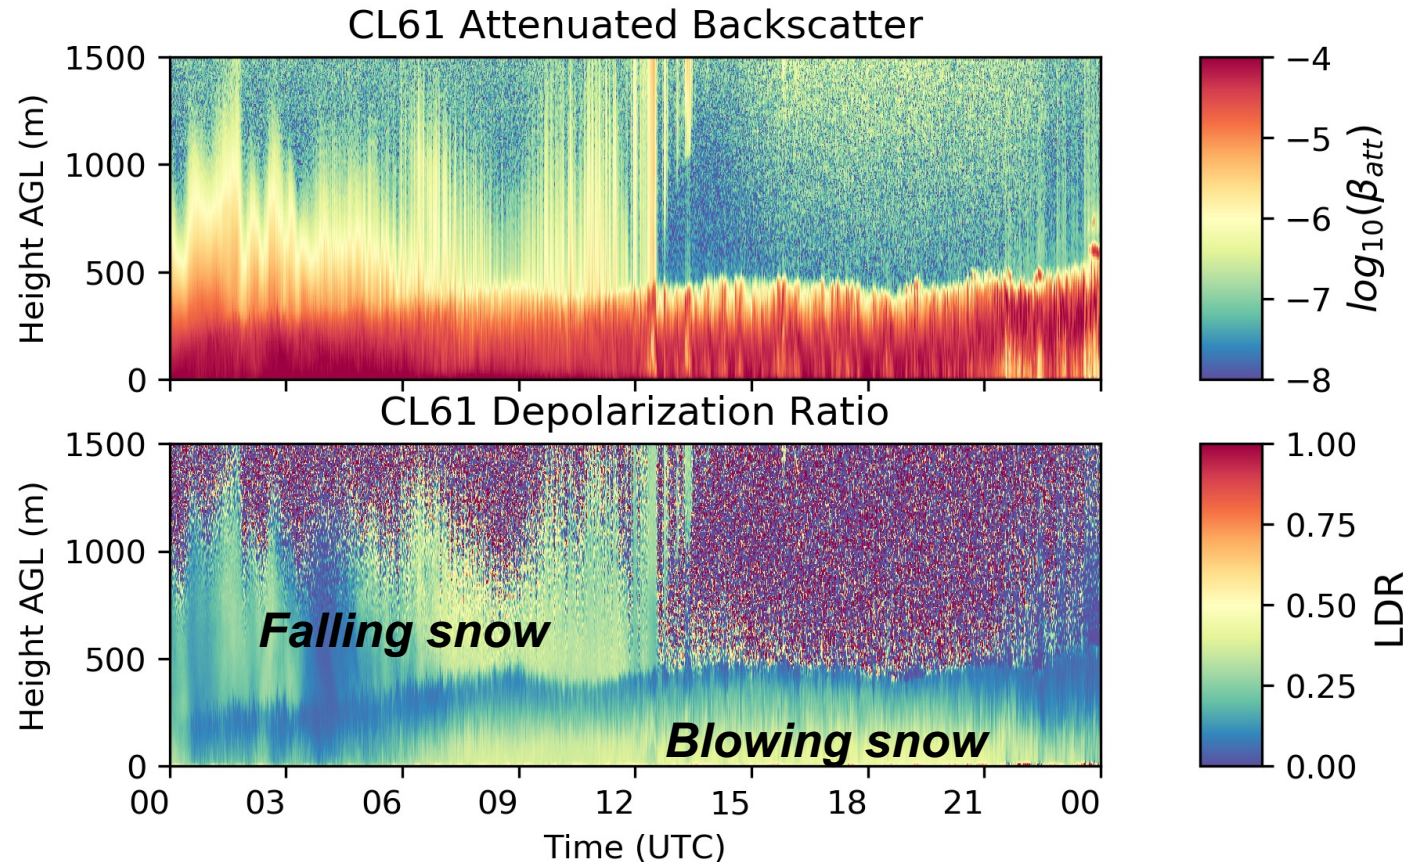 CL61 Attenuated Backscatter
1500
1000
500
0
Height AGL (m)
−4
−5
−6
−7
−8
log10(βatt)
CL61 Depolarization Ratio
1500
1000
500
0
Height AGL (m)
Falling snow
Blowing snow
1.00
0.75
0.50
0.25
0.00
LDR
00 03 06 09 12 15 18 21 00
Time (UTC)